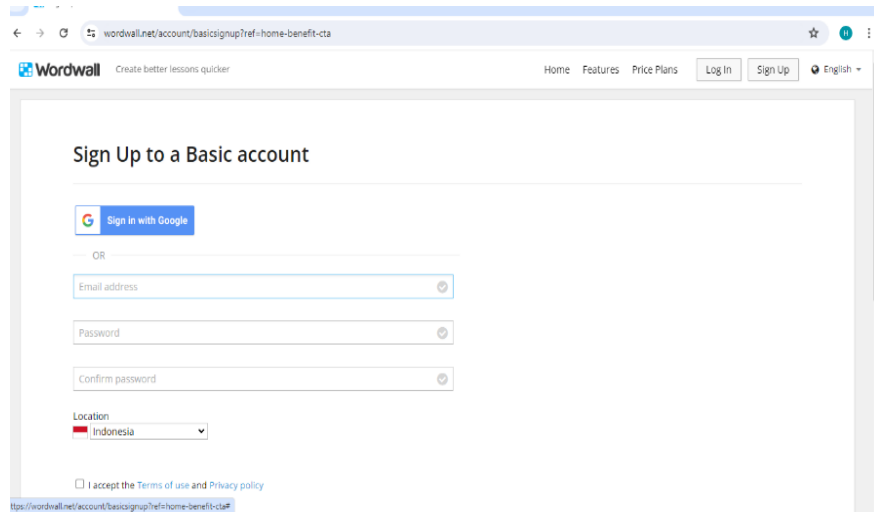 wordwall.net/account/basicsignup?ref=home-benefit-cta
H
Wordwall Create better lessons quicker Home Features Price Plans Log In Sign Up English
Sign Up to a Basic account
G Sign in with Google
OR
Email address
Password
Confirm password
Location
Indonesia
I accept the Terms of use and Privacy policy
ttps://wordwall.net/account/basicsignup?ref=home-benefit-cta#